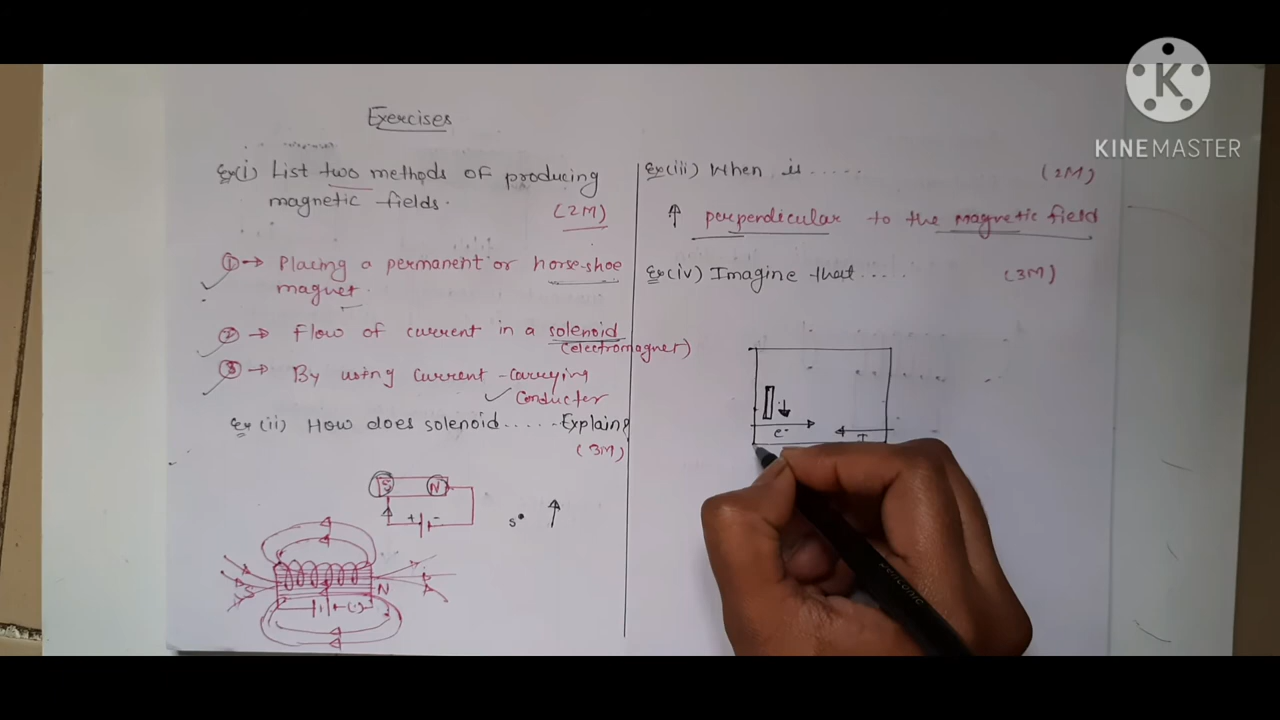 KINEMASTER
Exercises
Ex(i) List two methods of producing
magnetic fields.
(2M)
① → Placing a permanent or horse-shoe
magnet.
② → Flow of current in a solenoid
(electromagnet)
③ → By using current-carrying
conducter
Ex(ii) How does solenoid.....Explaing
(3M)
S N
+ -
S N
Ex(iii) When is ..... (2M)
perpendicular to the magnetic field
Ex(iv) Imagine that ..... (3M)
e- I